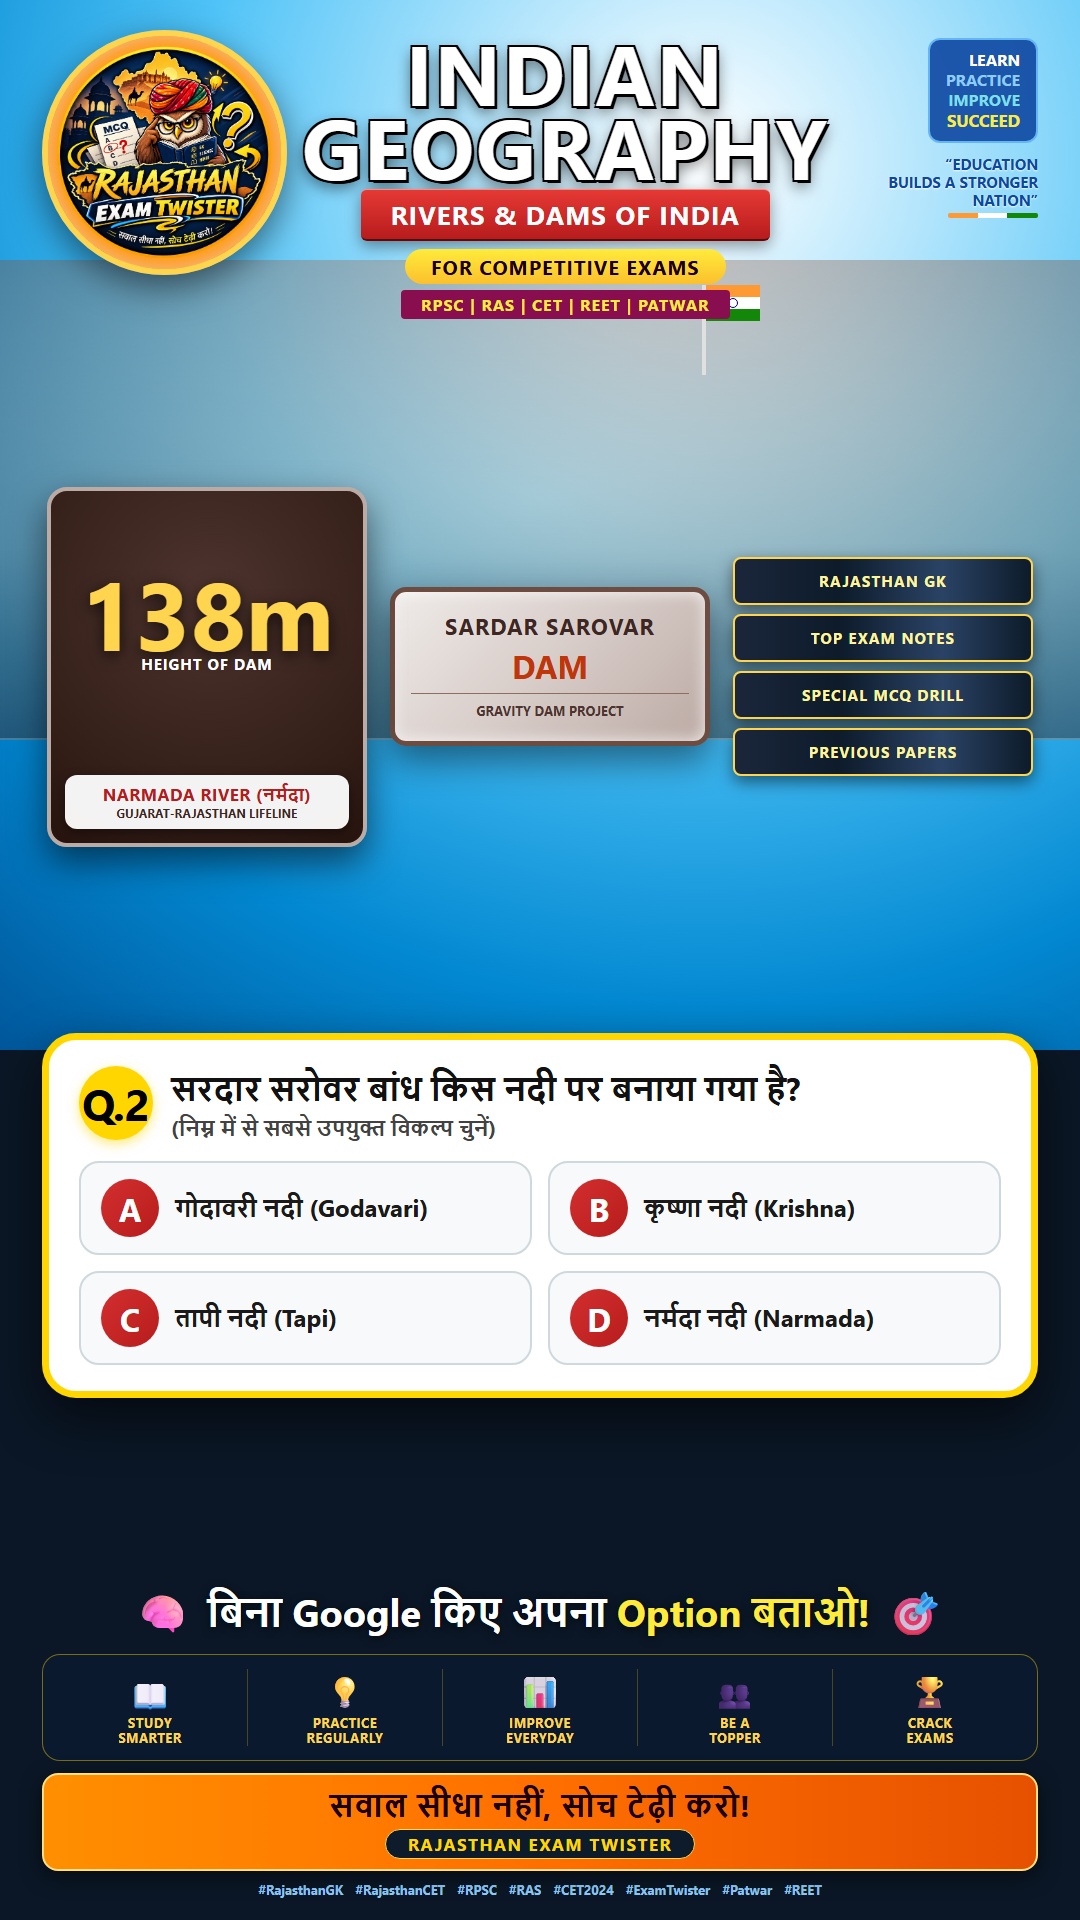 MCQ
A
B ?
C
D
?
RAJASTHAN
EXAM TWISTER
सवाल सीधा नहीं, सोच टेढ़ी करो!
INDIAN
GEOGRAPHY
RIVERS & DAMS OF INDIA
FOR COMPETITIVE EXAMS
RPSC | RAS | CET | REET | PATWAR
LEARN
PRACTICE
IMPROVE
SUCCEED
“EDUCATION
BUILDS A STRONGER
NATION”
138m
HEIGHT OF DAM
NARMADA RIVER (नर्मदा)
GUJARAT-RAJASTHAN LIFELINE
SARDAR SAROVAR
DAM
GRAVITY DAM PROJECT
RAJASTHAN GK
TOP EXAM NOTES
SPECIAL MCQ DRILL
PREVIOUS PAPERS
Q.2 सरदार सरोवर बांध किस नदी पर बनाया गया है?
(निम्न में से सबसे उपयुक्त विकल्प चुनें)
A गोदावरी नदी (Godavari)
B कृष्णा नदी (Krishna)
C तापी नदी (Tapi)
D नर्मदा नदी (Narmada)
बिना Google किए अपना Option बताओ!
STUDY
SMARTER
PRACTICE
REGULARLY
IMPROVE
EVERYDAY
BE A
TOPPER
CRACK
EXAMS
सवाल सीधा नहीं, सोच टेढ़ी करो!
RAJASTHAN EXAM TWISTER
#RajasthanGK #RajasthanCET #RPSC #RAS #CET2024 #ExamTwister #Patwar #REET